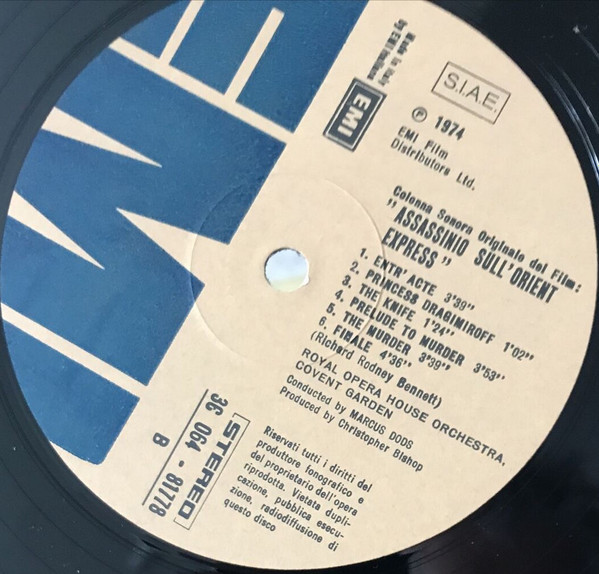 EMI
Made in Italy
by EMI Italiana
EMI
S.I.A.E.
℗ 1974
EMI Film
Distributors Ltd.
Colonna Sonora Originale del Film:
"ASSASSINIO SULL'ORIENT
EXPRESS"
1. ENTR' ACTE 3'39"
2. PRINCESS DRAGIMIROFF 1'02"
3. THE KNIFE 1'24"
4. PRELUDE TO MURDER 3'53"
5. THE MURDER 3'39"
6. FINALE 4'36"
(Richard Rodney Bennett)
ROYAL OPERA HOUSE ORCHESTRA,
COVENT GARDEN
Conducted by MARCUS DODS
Produced by Christopher Bishop
STEREO
3C 064 - 81778
B
Riservati tutti i diritti del
produttore fonografico e
del proprietario dell'opera
riprodotta. Vietata dupli-
cazione, pubblica esecu-
zione, radiodiffusione di
questo disco